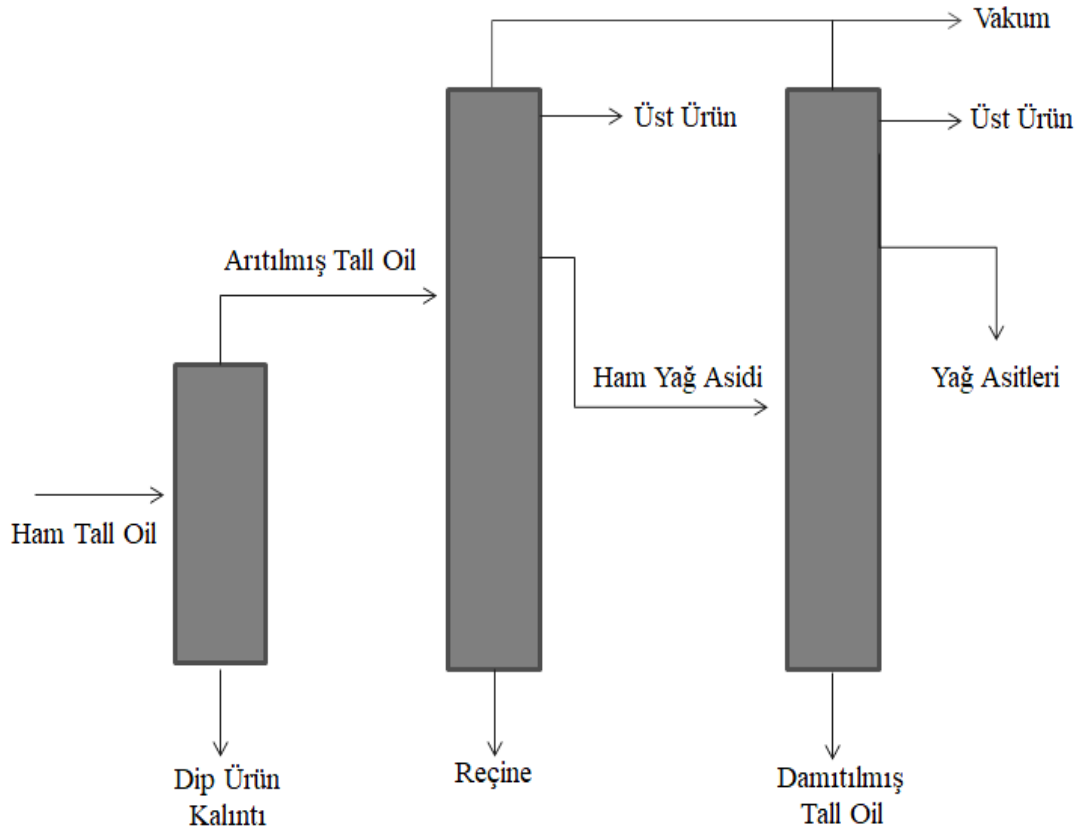 Vakum
Üst Ürün
Üst Ürün
Arıtılmış Tall Oil
Ham Yağ Asidi
Yağ Asitleri
Ham Tall Oil
Dip Ürün
Kalıntı
Reçine
Damıtılmış
Tall Oil